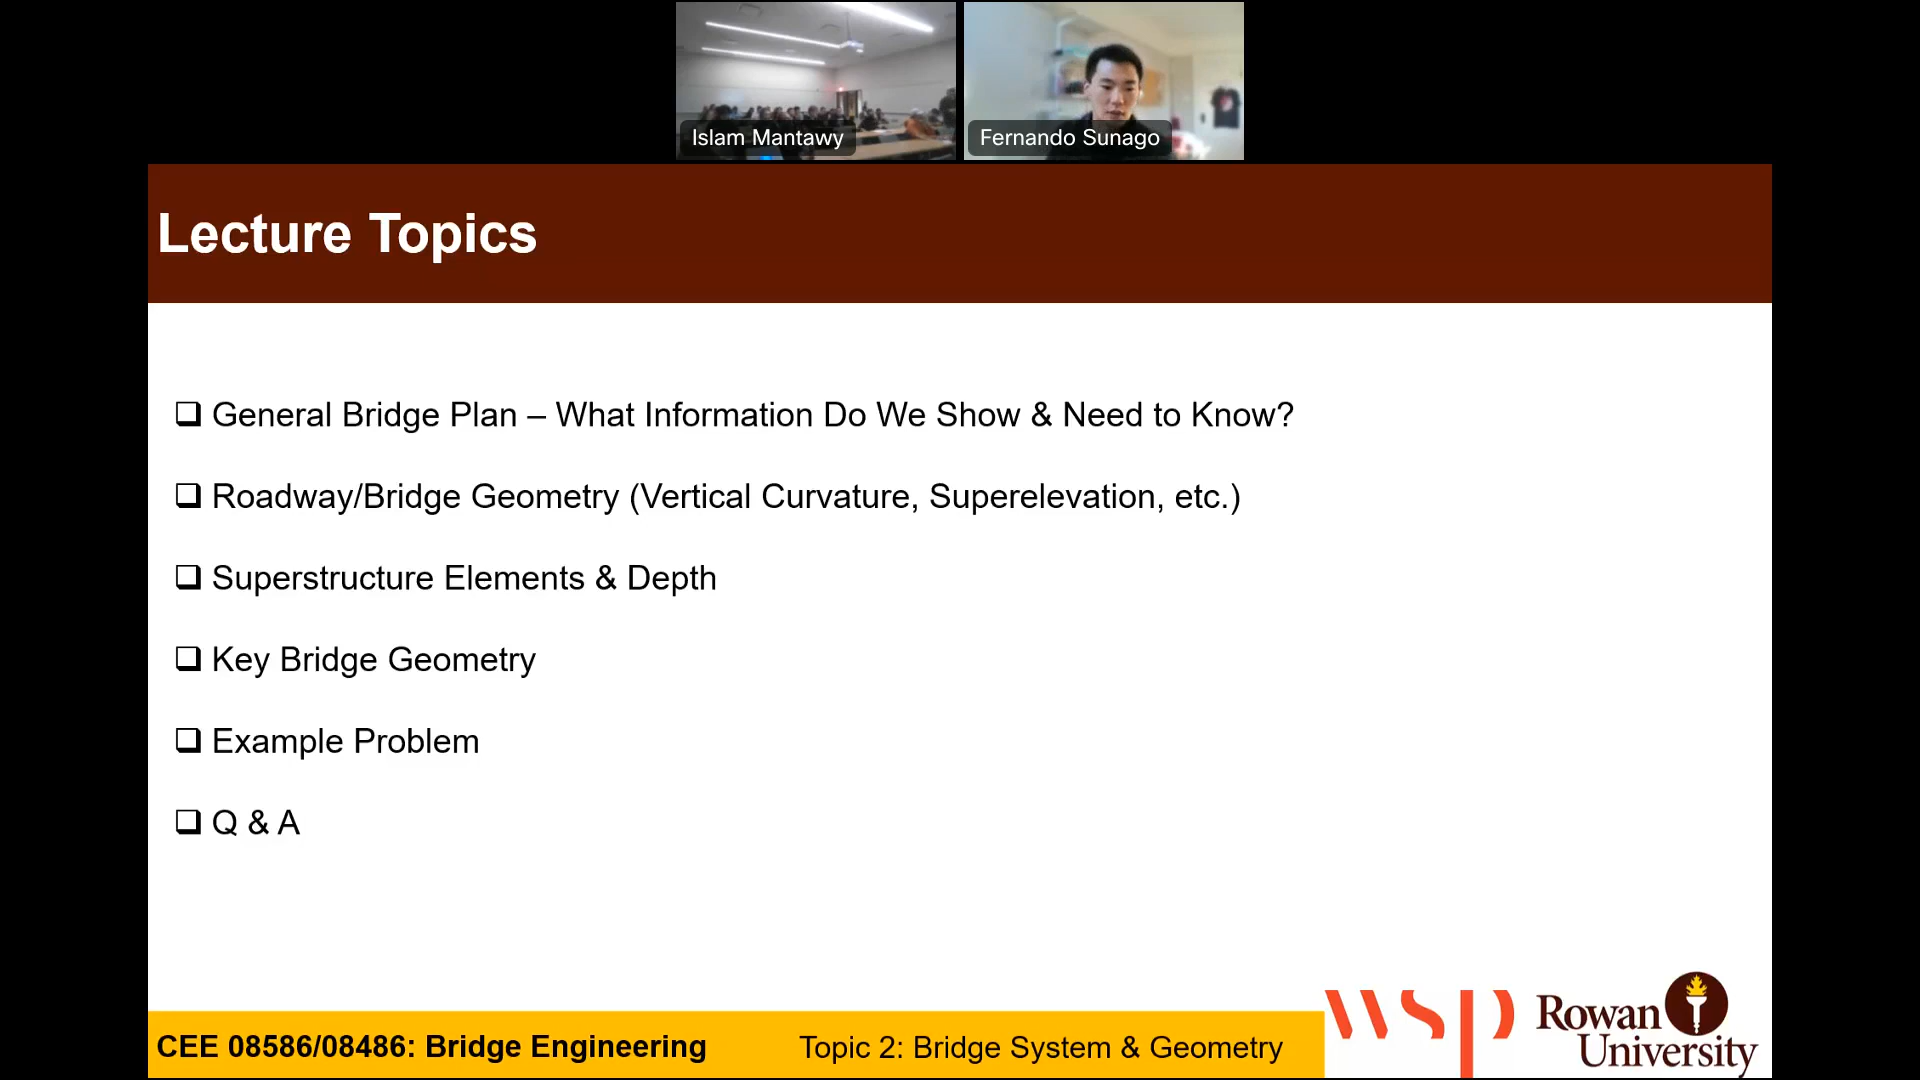 Islam Mantawy
Fernando Sunago
Lecture Topics
General Bridge Plan – What Information Do We Show & Need to Know?
Roadway/Bridge Geometry (Vertical Curvature, Superelevation, etc.)
Superstructure Elements & Depth
Key Bridge Geometry
Example Problem
Q & A
CEE 08586/08486: Bridge Engineering
Topic 2: Bridge System & Geometry
wsp
Rowan
University